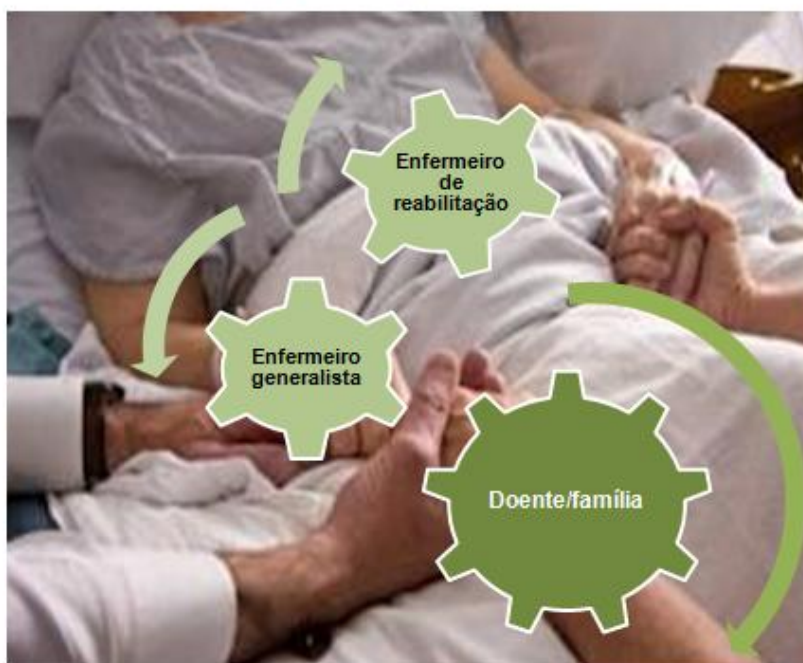 Enfermeiro
de
reabilitação
Enfermeiro
generalista
Doente/família